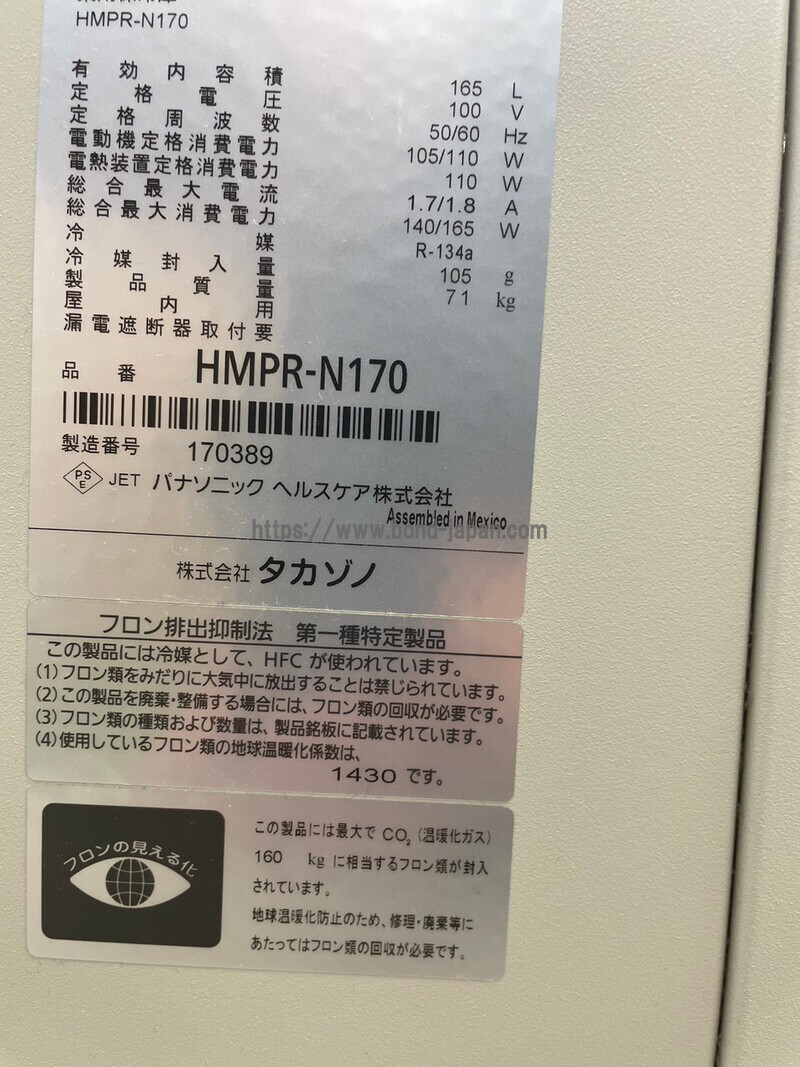 HMPR-N170
有効内容積 165 L
定格電圧 100 V
定格周波数 50/60 Hz
電動機定格消費電力 105/110 W
電熱装置定格消費電力 110 W
総合最大電流 1.7/1.8 A
総合最大消費電力 140/165 W
冷媒 R-134a
冷媒封入量 105 g
製品質量 71 kg
屋内用
漏電遮断器取付要
品番 HMPR-N170
製造番号 170389
PS E JET パナソニック ヘルスケア株式会社
Assembled in Mexico
https://www.bond-japan.com
株式会社 タカゾノ
フロン排出抑制法 第一種特定製品
この製品には冷媒として、HFC が使われています。
(1)フロン類をみだりに大気中に放出することは禁じられています。
(2)この製品を廃棄・整備する場合には、フロン類の回収が必要です。
(3)フロン類の種類および数量は、製品銘板に記載されています。
(4)使用しているフロン類の地球温暖化係数は、
1430 です。
フロンの見える化
この製品には最大で CO₂ (温暖化ガス)
160 kg に相当するフロン類が封入
されています。
地球温暖化防止のため、修理・廃棄等に
あたってはフロン類の回収が必要です。